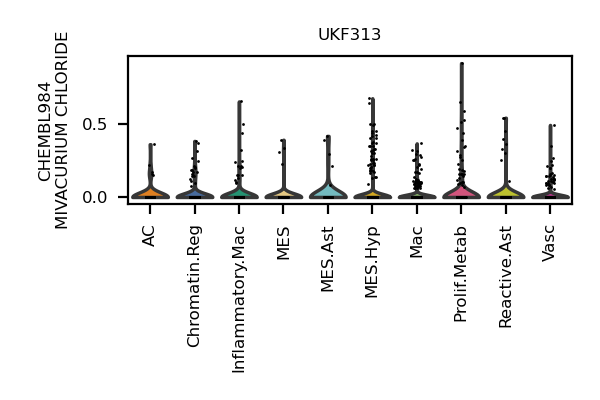 UKF313
CHEMBL984
MIVACURIUM CHLORIDE
0.5
0.0
AC
Chromatin.Reg
Inflammatory.Mac
MES
MES.Ast
MES.Hyp
Mac
Prolif.Metab
Reactive.Ast
Vasc